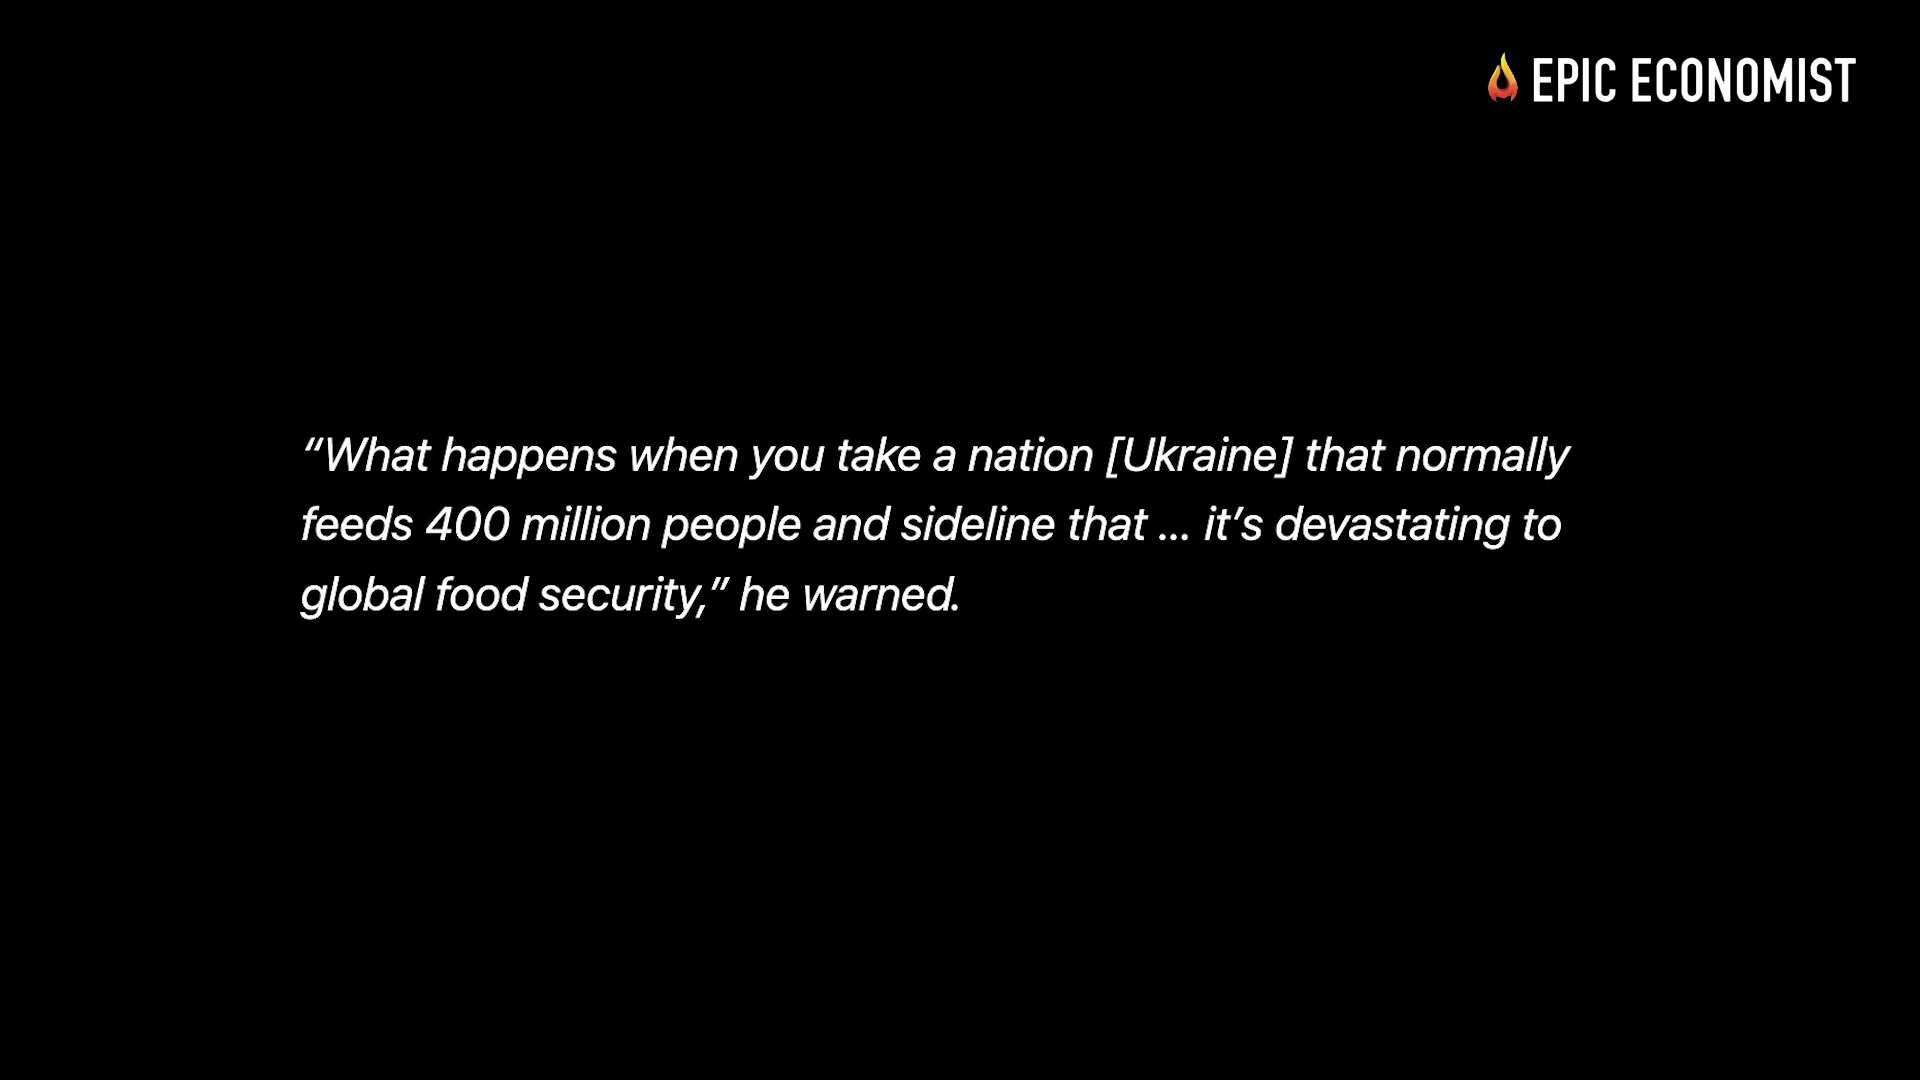 EPIC ECONOMIST
“What happens when you take a nation [Ukraine] that normally
feeds 400 million people and sideline that ... it’s devastating to
global food security,” he warned.